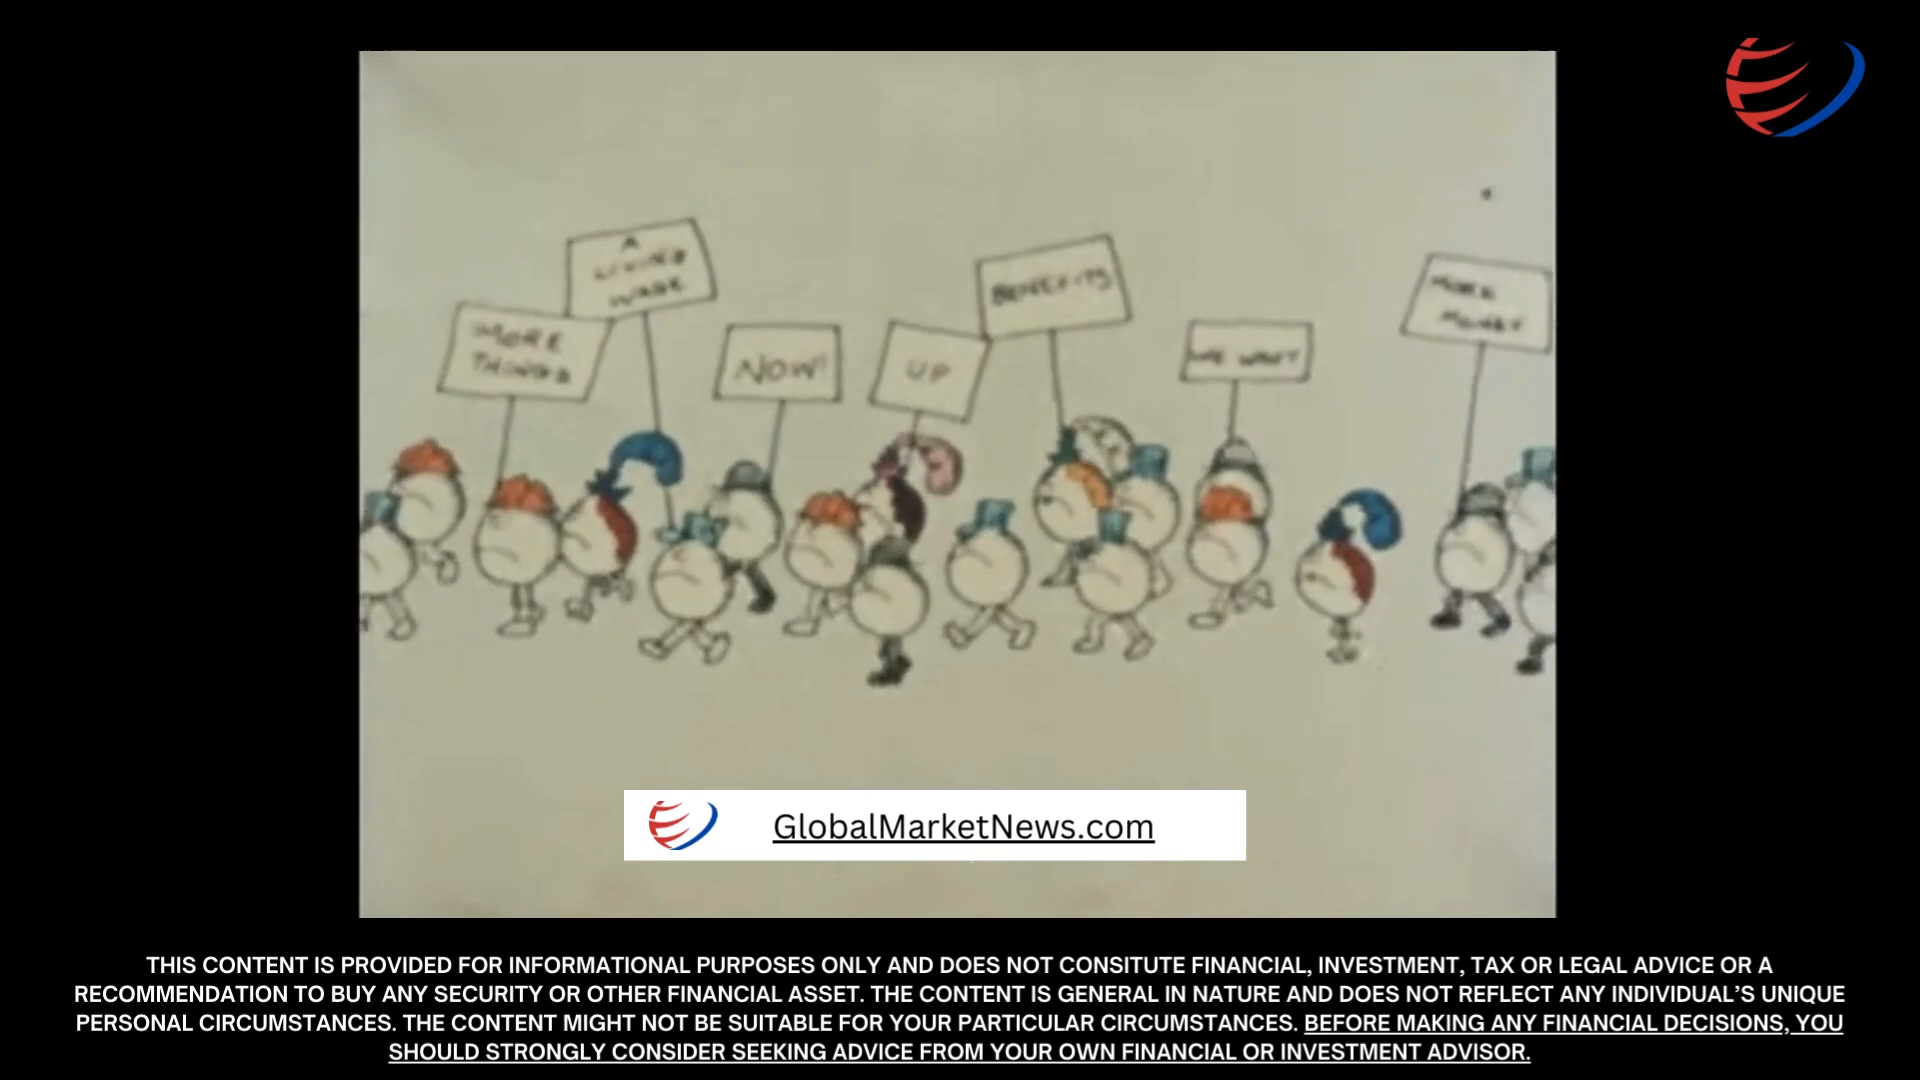 A
LIVING
WAGE
MORE
THINGS
NOW!
UP
BENEFITS
WE WANT
MORE
MONEY
GlobalMarketNews.com
THIS CONTENT IS PROVIDED FOR INFORMATIONAL PURPOSES ONLY AND DOES NOT CONSITUTE FINANCIAL, INVESTMENT, TAX OR LEGAL ADVICE OR A
RECOMMENDATION TO BUY ANY SECURITY OR OTHER FINANCIAL ASSET. THE CONTENT IS GENERAL IN NATURE AND DOES NOT REFLECT ANY INDIVIDUAL’S UNIQUE
PERSONAL CIRCUMSTANCES. THE CONTENT MIGHT NOT BE SUITABLE FOR YOUR PARTICULAR CIRCUMSTANCES. BEFORE MAKING ANY FINANCIAL DECISIONS, YOU
SHOULD STRONGLY CONSIDER SEEKING ADVICE FROM YOUR OWN FINANCIAL OR INVESTMENT ADVISOR.